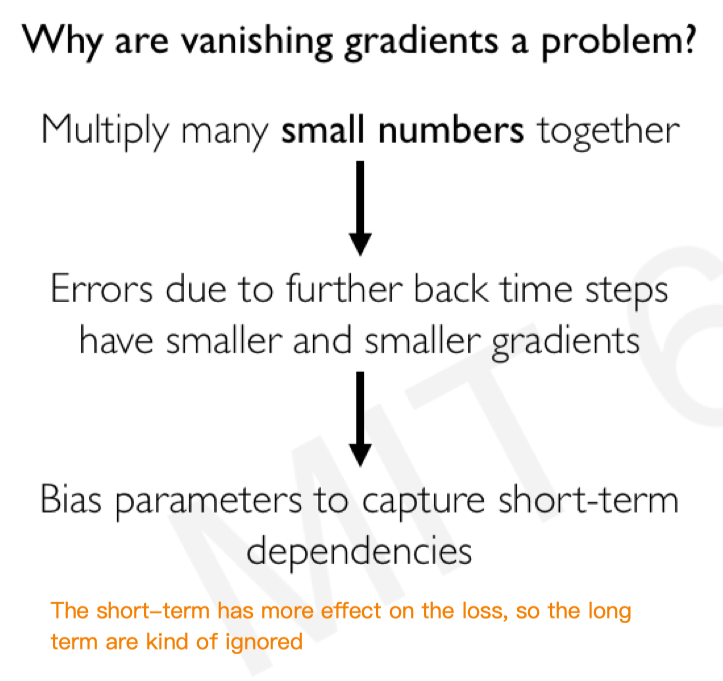 Why are vanishing gradients a problem?
Multiply many small numbers together
Errors due to further back time steps
have smaller and smaller gradients
Bias parameters to capture short-term
dependencies
The short-term has more effect on the loss, so the long
term are kind of ignored
MIT 6